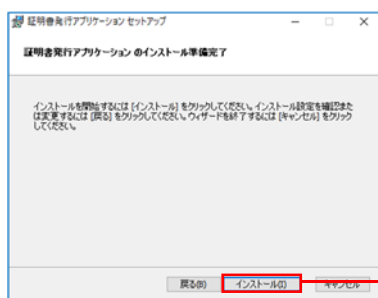 証明書発行アプリケーション セットアップ
証明書発行アプリケーション のインストール準備完了
インストールを開始するには [インストール] をクリックしてください。インストール設定を確認また
は変更するには [戻る] をクリックしてください。ウィザードを終了するには [キャンセル] をクリック
してください。
戻る(B) インストール(I) キャンセル